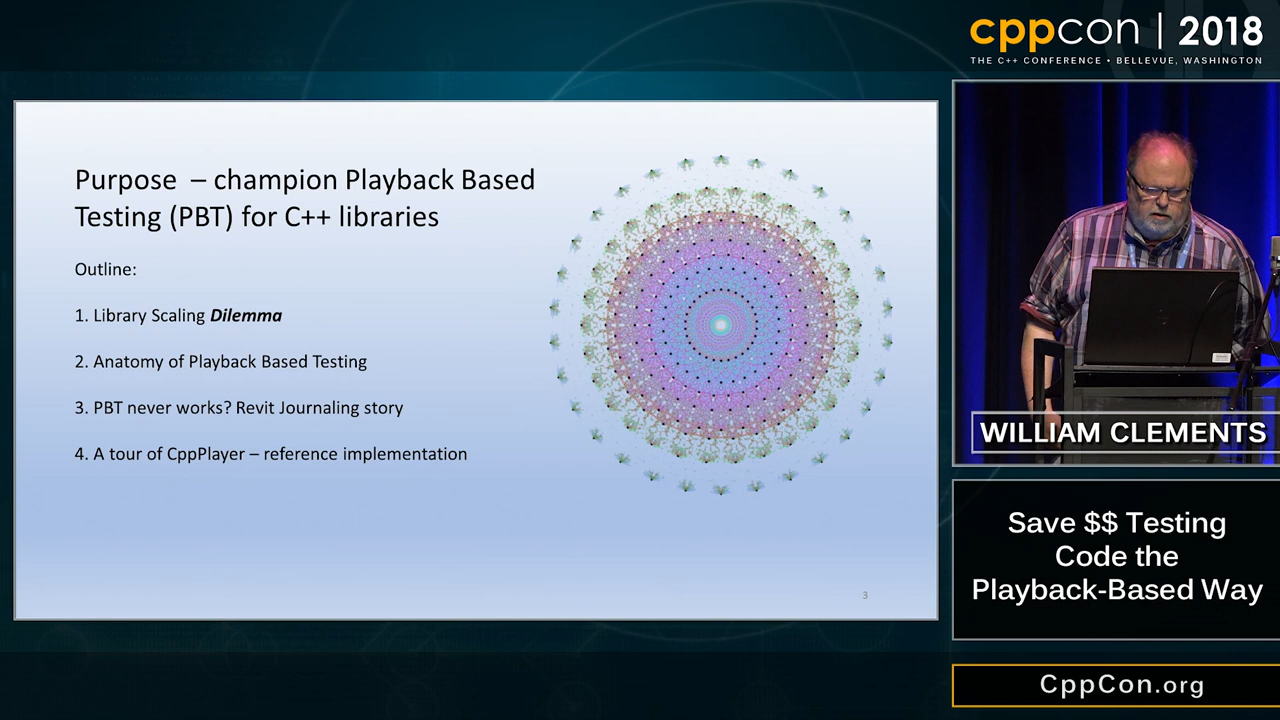 cppcon | 2018
THE C++ CONFERENCE • BELLEVUE, WASHINGTON
Purpose – champion Playback Based
Testing (PBT) for C++ libraries
Outline:
1. Library Scaling Dilemma
2. Anatomy of Playback Based Testing
3. PBT never works? Revit Journaling story
4. A tour of CppPlayer – reference implementation
3
WILLIAM CLEMENTS
Save $$ Testing
Code the
Playback-Based Way
CppCon.org